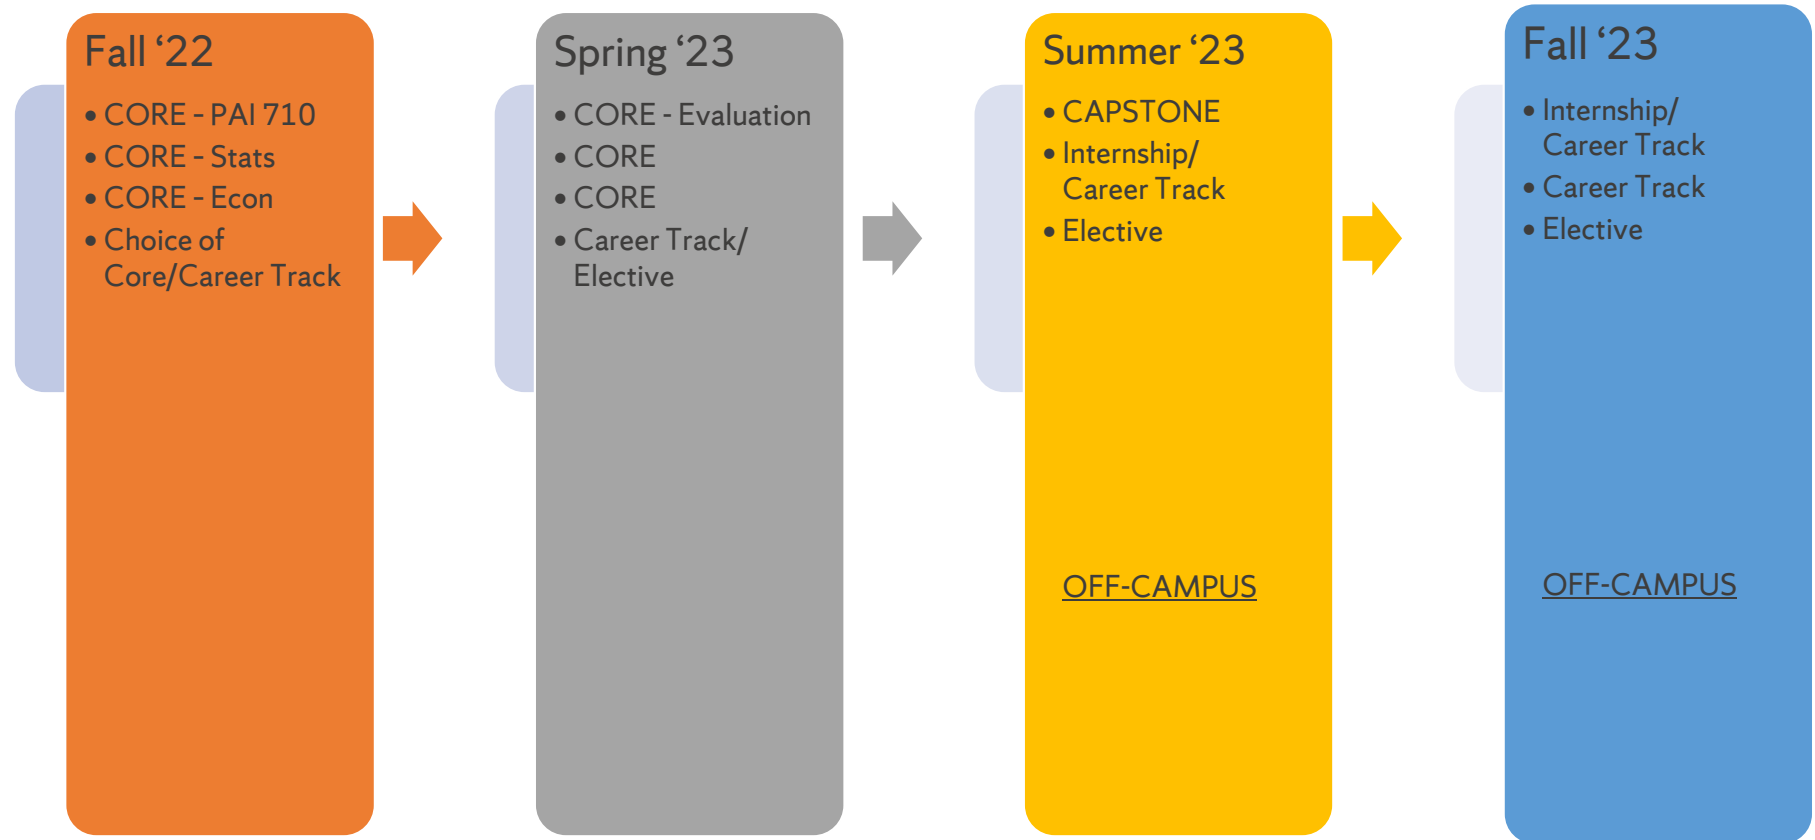 Fall ‘22
• CORE - PAI 710
• CORE - Stats
• CORE - Econ
• Choice of
Core/Career Track
Spring ‘23
• CORE - Evaluation
• CORE
• CORE
• Career Track/
Elective
Summer ‘23
• CAPSTONE
• Internship/
Career Track
• Elective
OFF-CAMPUS
Fall ‘23
• Internship/
Career Track
• Career Track
• Elective
OFF-CAMPUS